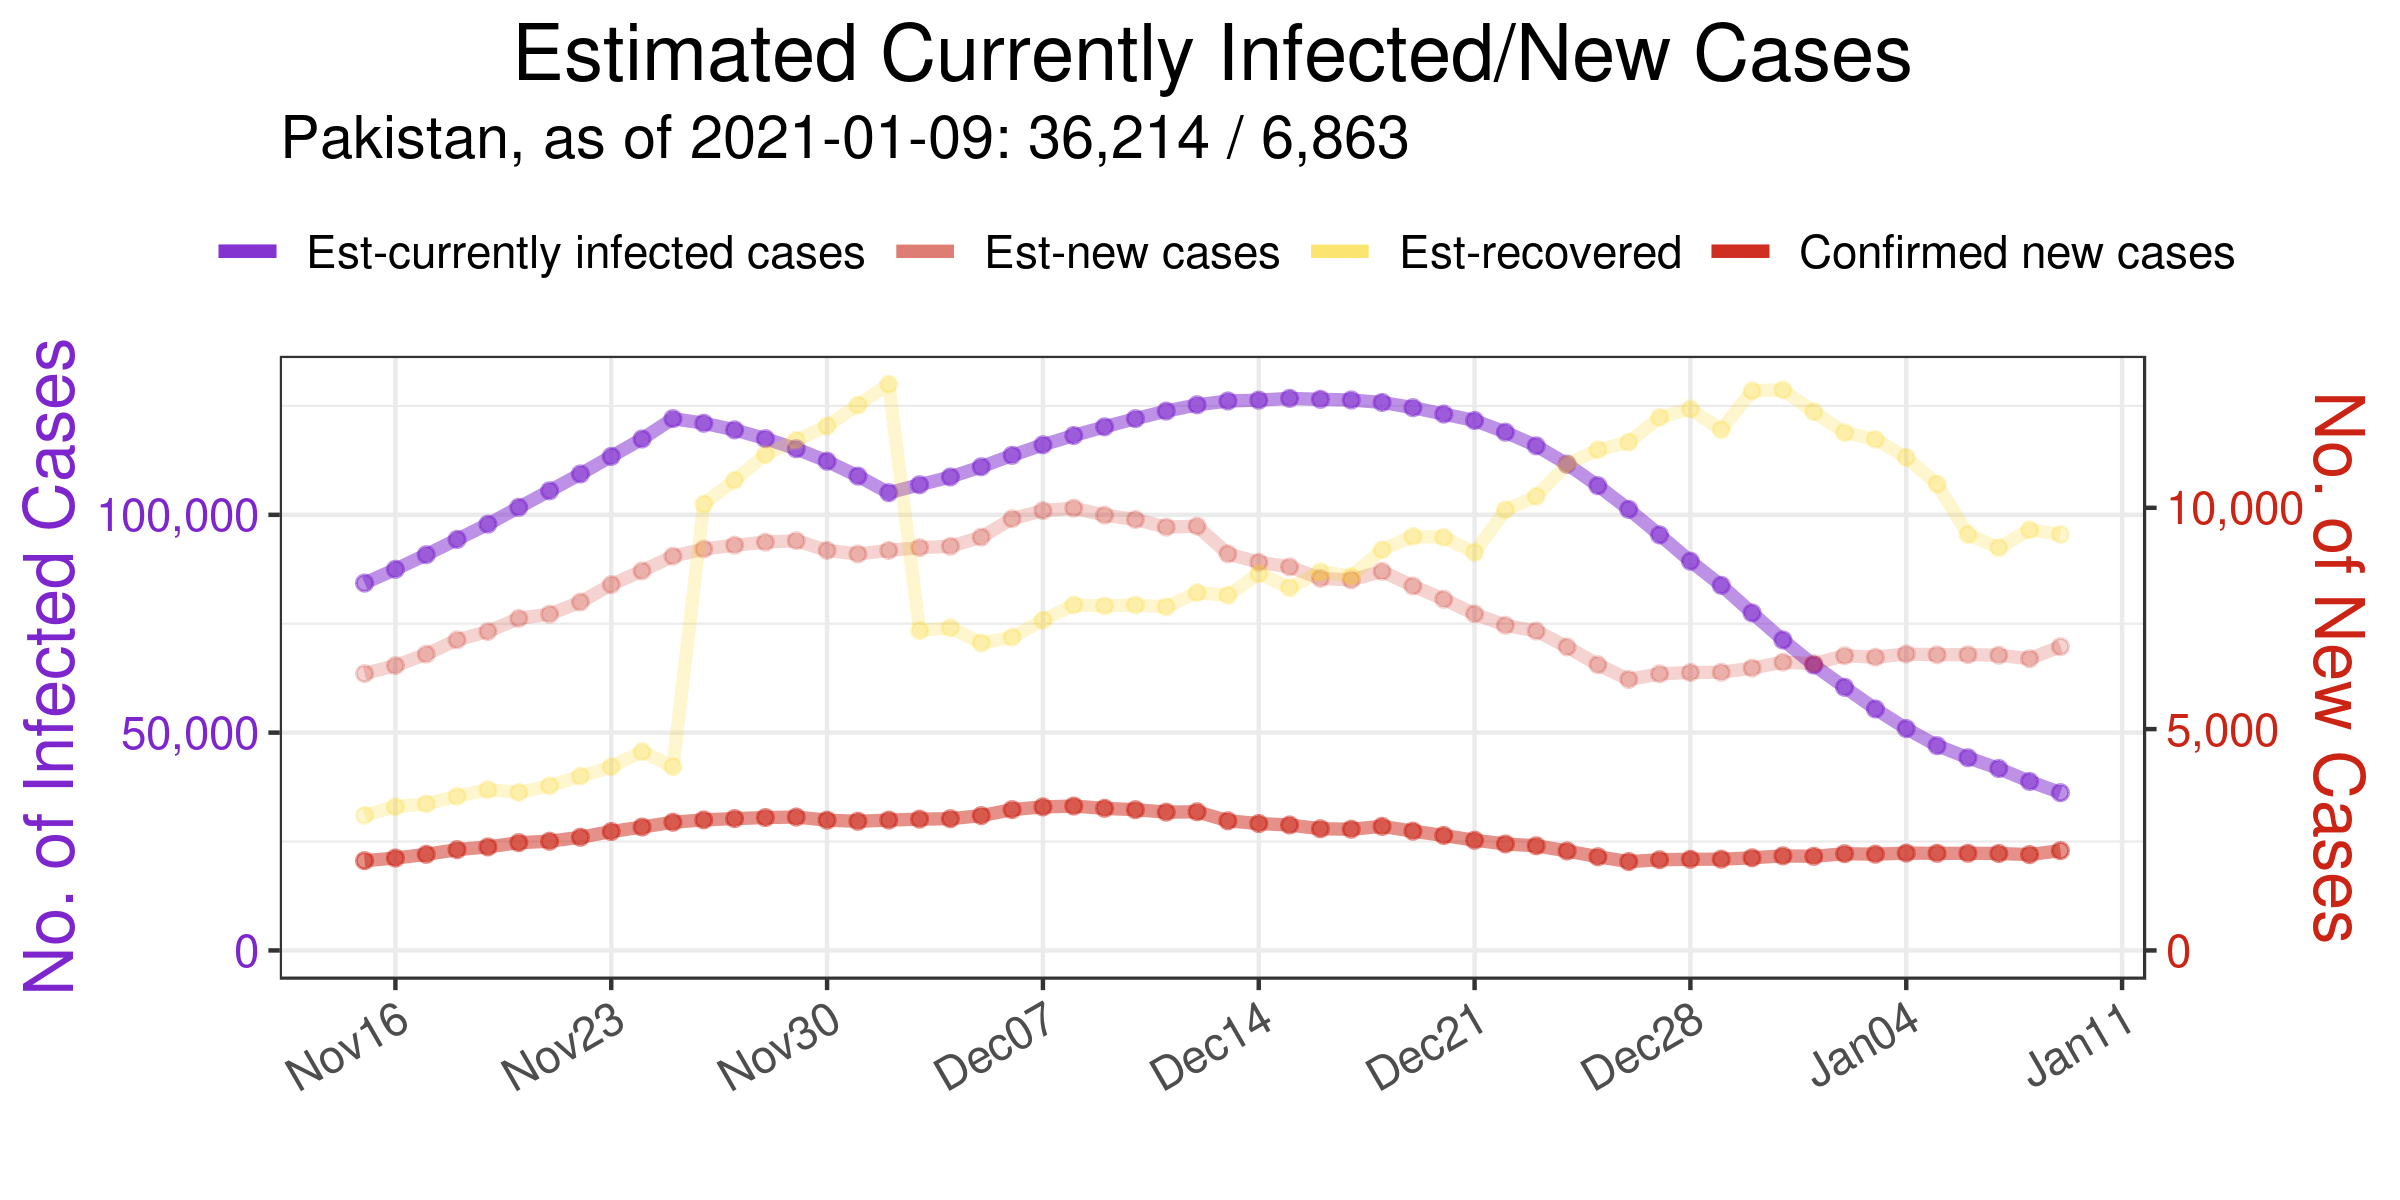 Estimated Currently Infected/New Cases
Pakistan, as of 2021-01-09: 36,214 / 6,863
Est-currently infected cases Est-new cases Est-recovered Confirmed new cases
No. of Infected Cases
100,000
50,000
0
10,000
5,000
0
No. of New Cases
Nov16 Nov23 Nov30 Dec07 Dec14 Dec21 Dec28 Jan04 Jan11